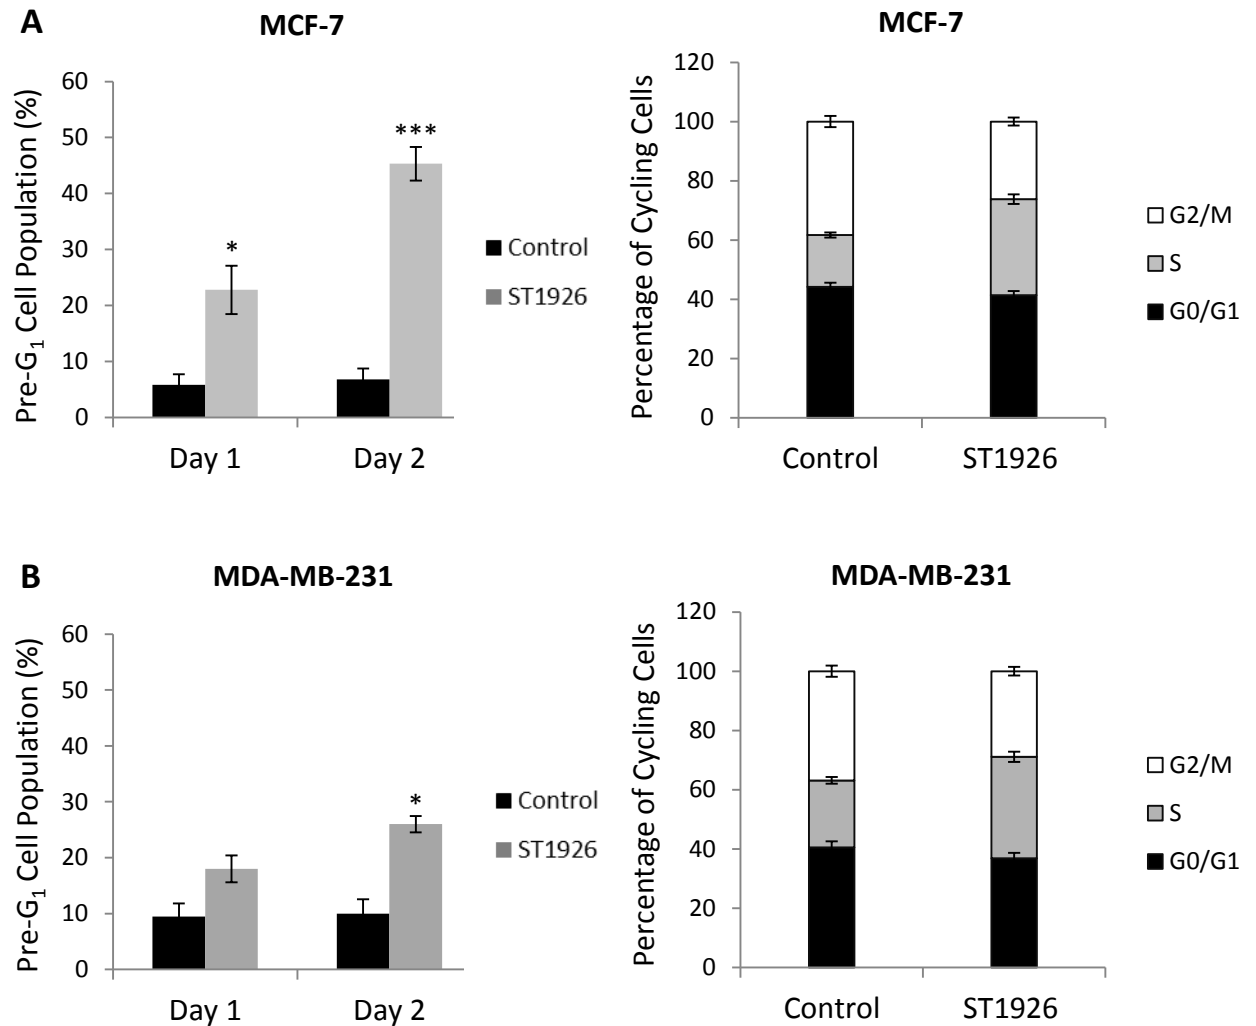 A
MCF-7
Pre-G1 Cell Population (%)
60
50
40
30
20
10
0
*
***
Day 1
Day 2
Control
ST1926
MCF-7
Percentage of Cycling Cells
120
100
80
60
40
20
0
Control
ST1926
G2/M
S
G0/G1
B
MDA-MB-231
Pre-G1 Cell Population (%)
60
50
40
30
20
10
0
*
Day 1
Day 2
Control
ST1926
MDA-MB-231
Percentage of Cycling Cells
120
100
80
60
40
20
0
Control
ST1926
G2/M
S
G0/G1